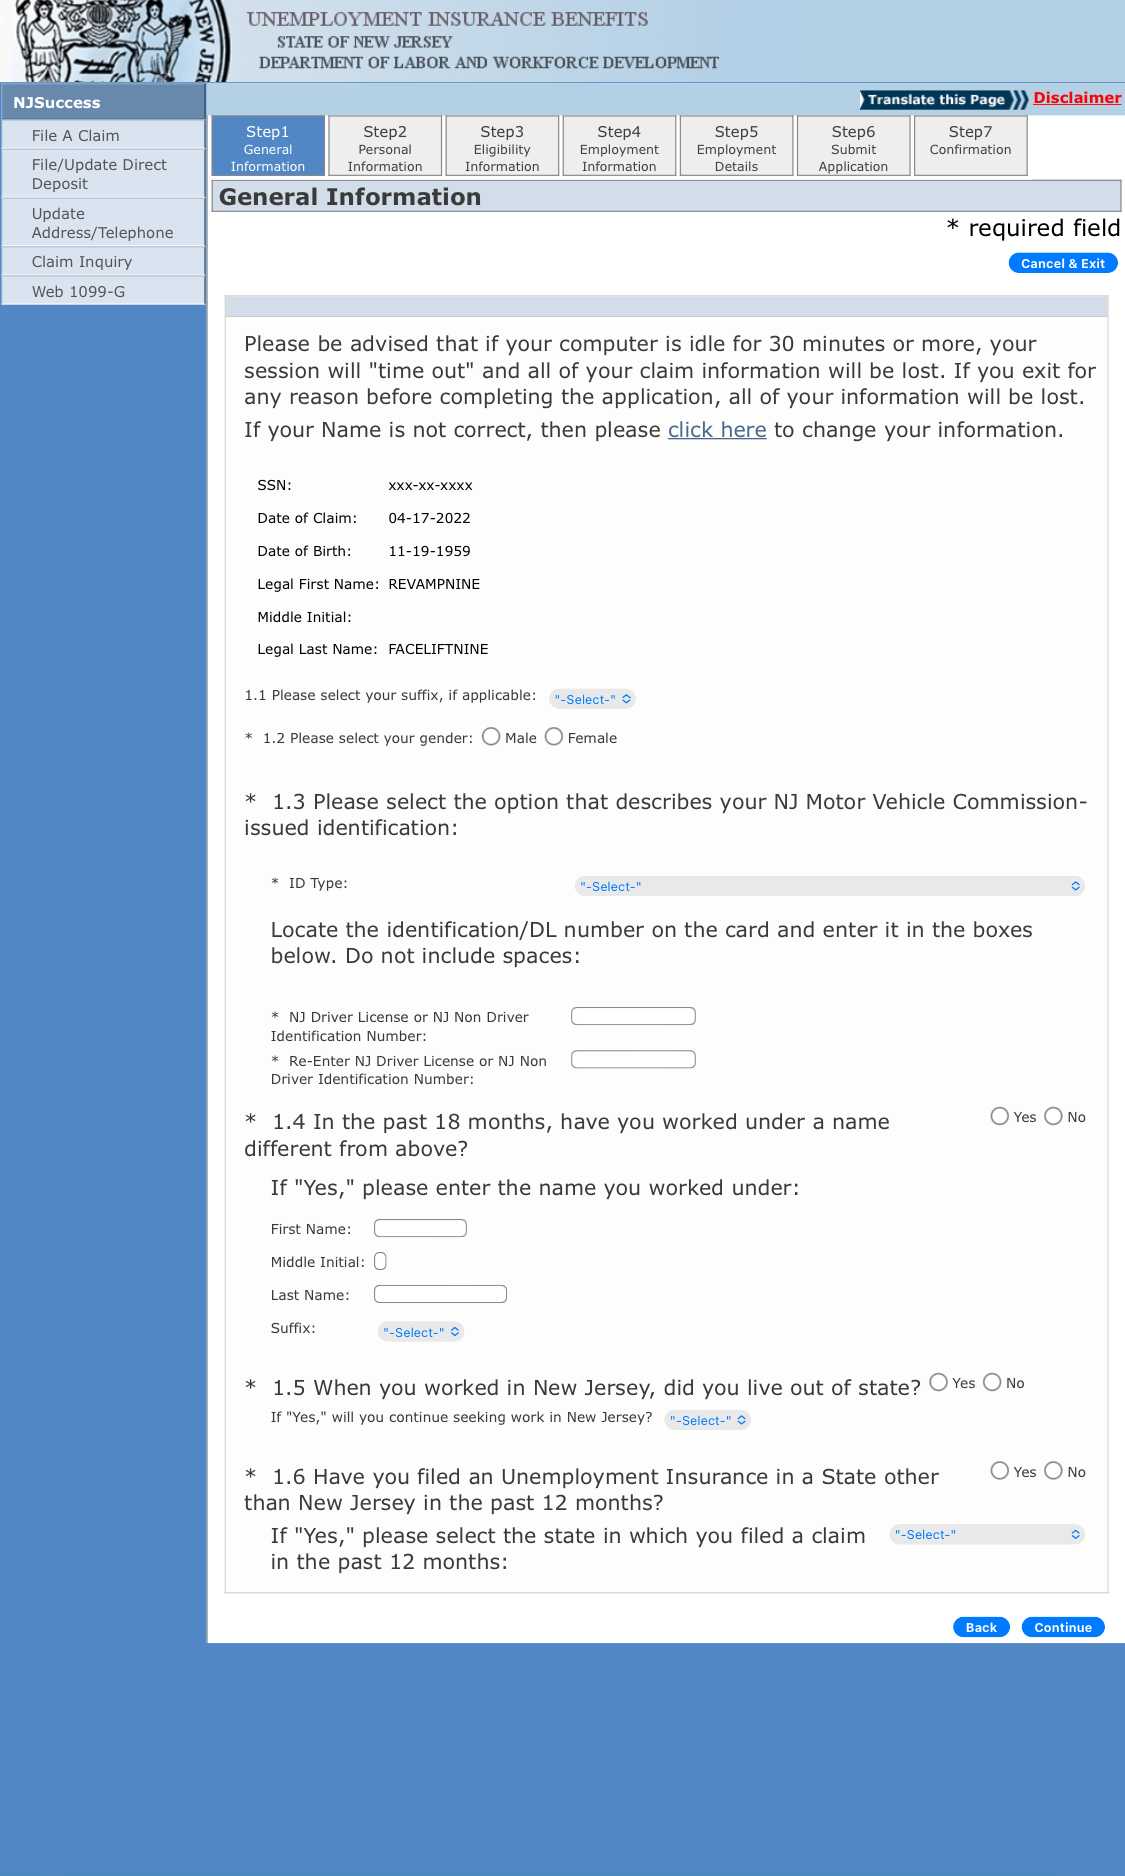 NEW JER
UNEMPLOYMENT INSURANCE BENEFITS
STATE OF NEW JERSEY
DEPARTMENT OF LABOR AND WORKFORCE DEVELOPMENT
NJSuccess
File A Claim
File/Update Direct
Deposit
Update
Address/Telephone
Claim Inquiry
Web 1099-G
Translate this Page
Disclaimer
Step1
General
Information
Step2
Personal
Information
Step3
Eligibility
Information
Step4
Employment
Information
Step5
Employment
Details
Step6
Submit
Application
Step7
Confirmation
General Information
* required field
Cancel & Exit
Please be advised that if your computer is idle for 30 minutes or more, your
session will "time out" and all of your claim information will be lost. If you exit for
any reason before completing the application, all of your information will be lost.
If your Name is not correct, then please click here to change your information.
SSN: xxx-xx-xxxx
Date of Claim: 04-17-2022
Date of Birth: 11-19-1959
Legal First Name: REVAMPNINE
Middle Initial:
Legal Last Name: FACELIFTNINE
1.1 Please select your suffix, if applicable: "-Select-"
* 1.2 Please select your gender: Male Female
* 1.3 Please select the option that describes your NJ Motor Vehicle Commission-
issued identification:
* ID Type: "-Select-"
Locate the identification/DL number on the card and enter it in the boxes
below. Do not include spaces:
* NJ Driver License or NJ Non Driver
Identification Number:
* Re-Enter NJ Driver License or NJ Non
Driver Identification Number:
* 1.4 In the past 18 months, have you worked under a name
different from above?
Yes No
If "Yes," please enter the name you worked under:
First Name:
Middle Initial:
Last Name:
Suffix: "-Select-"
* 1.5 When you worked in New Jersey, did you live out of state? Yes No
If "Yes," will you continue seeking work in New Jersey? "-Select-"
* 1.6 Have you filed an Unemployment Insurance in a State other
than New Jersey in the past 12 months?
Yes No
If "Yes," please select the state in which you filed a claim
in the past 12 months:
"-Select-"
Back Continue